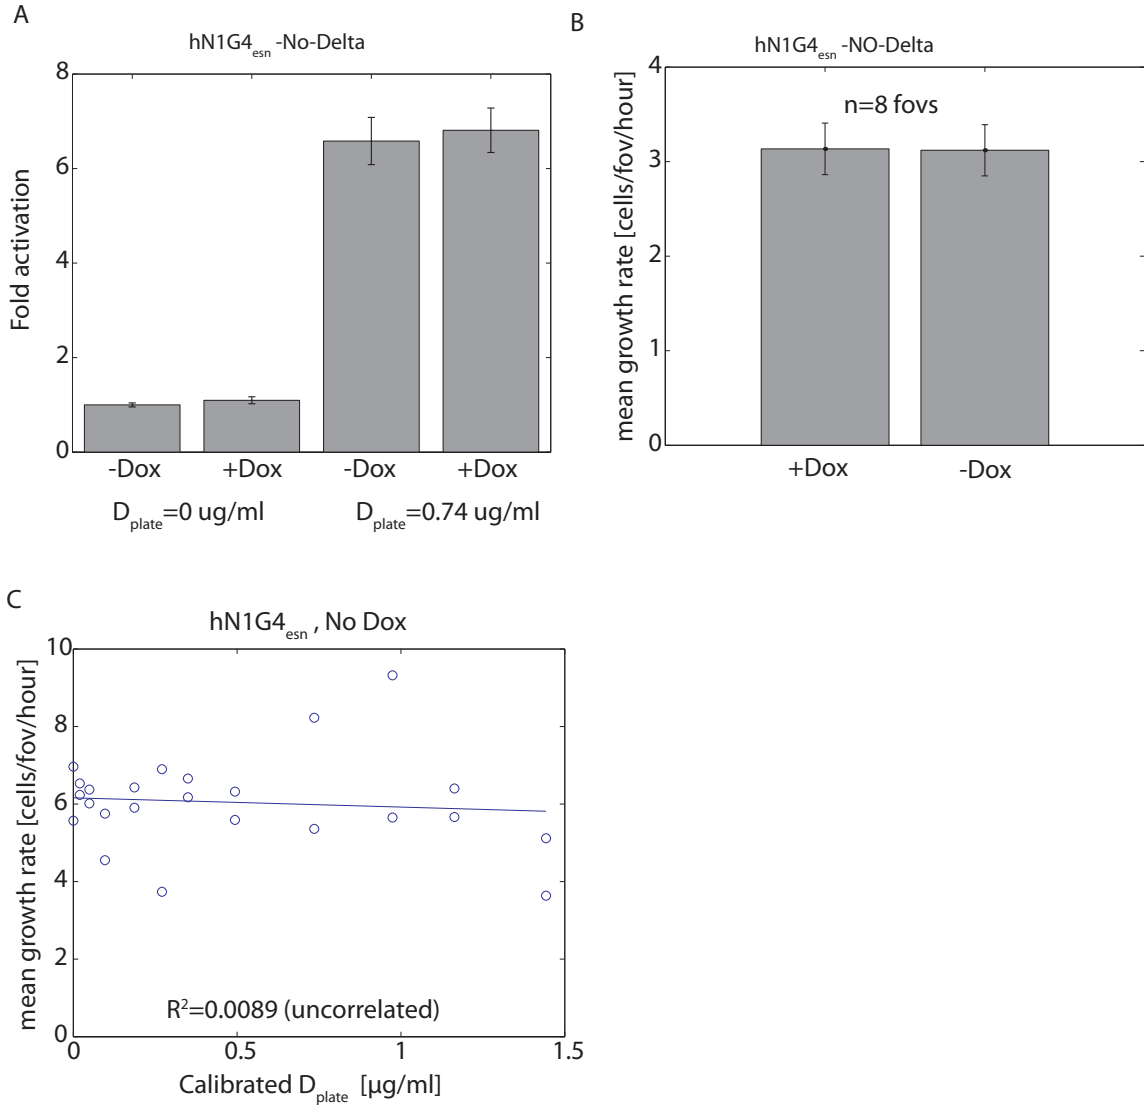 A
hN1G4esn -No-Delta
8
6
4
2
0
Fold activation
-Dox +Dox -Dox +Dox
Dplate=0 ug/ml Dplate=0.74 ug/ml
B
hN1G4esn -NO-Delta
n=8 fovs
4
3
2
1
0
mean growth rate [cells/fov/hour]
+Dox -Dox
C
hN1G4esn , No Dox
10
8
6
4
2
0
mean growth rate [cells/fov/hour]
R²=0.0089 (uncorrelated)
0 0.5 1 1.5
Calibrated Dplate [µg/ml]